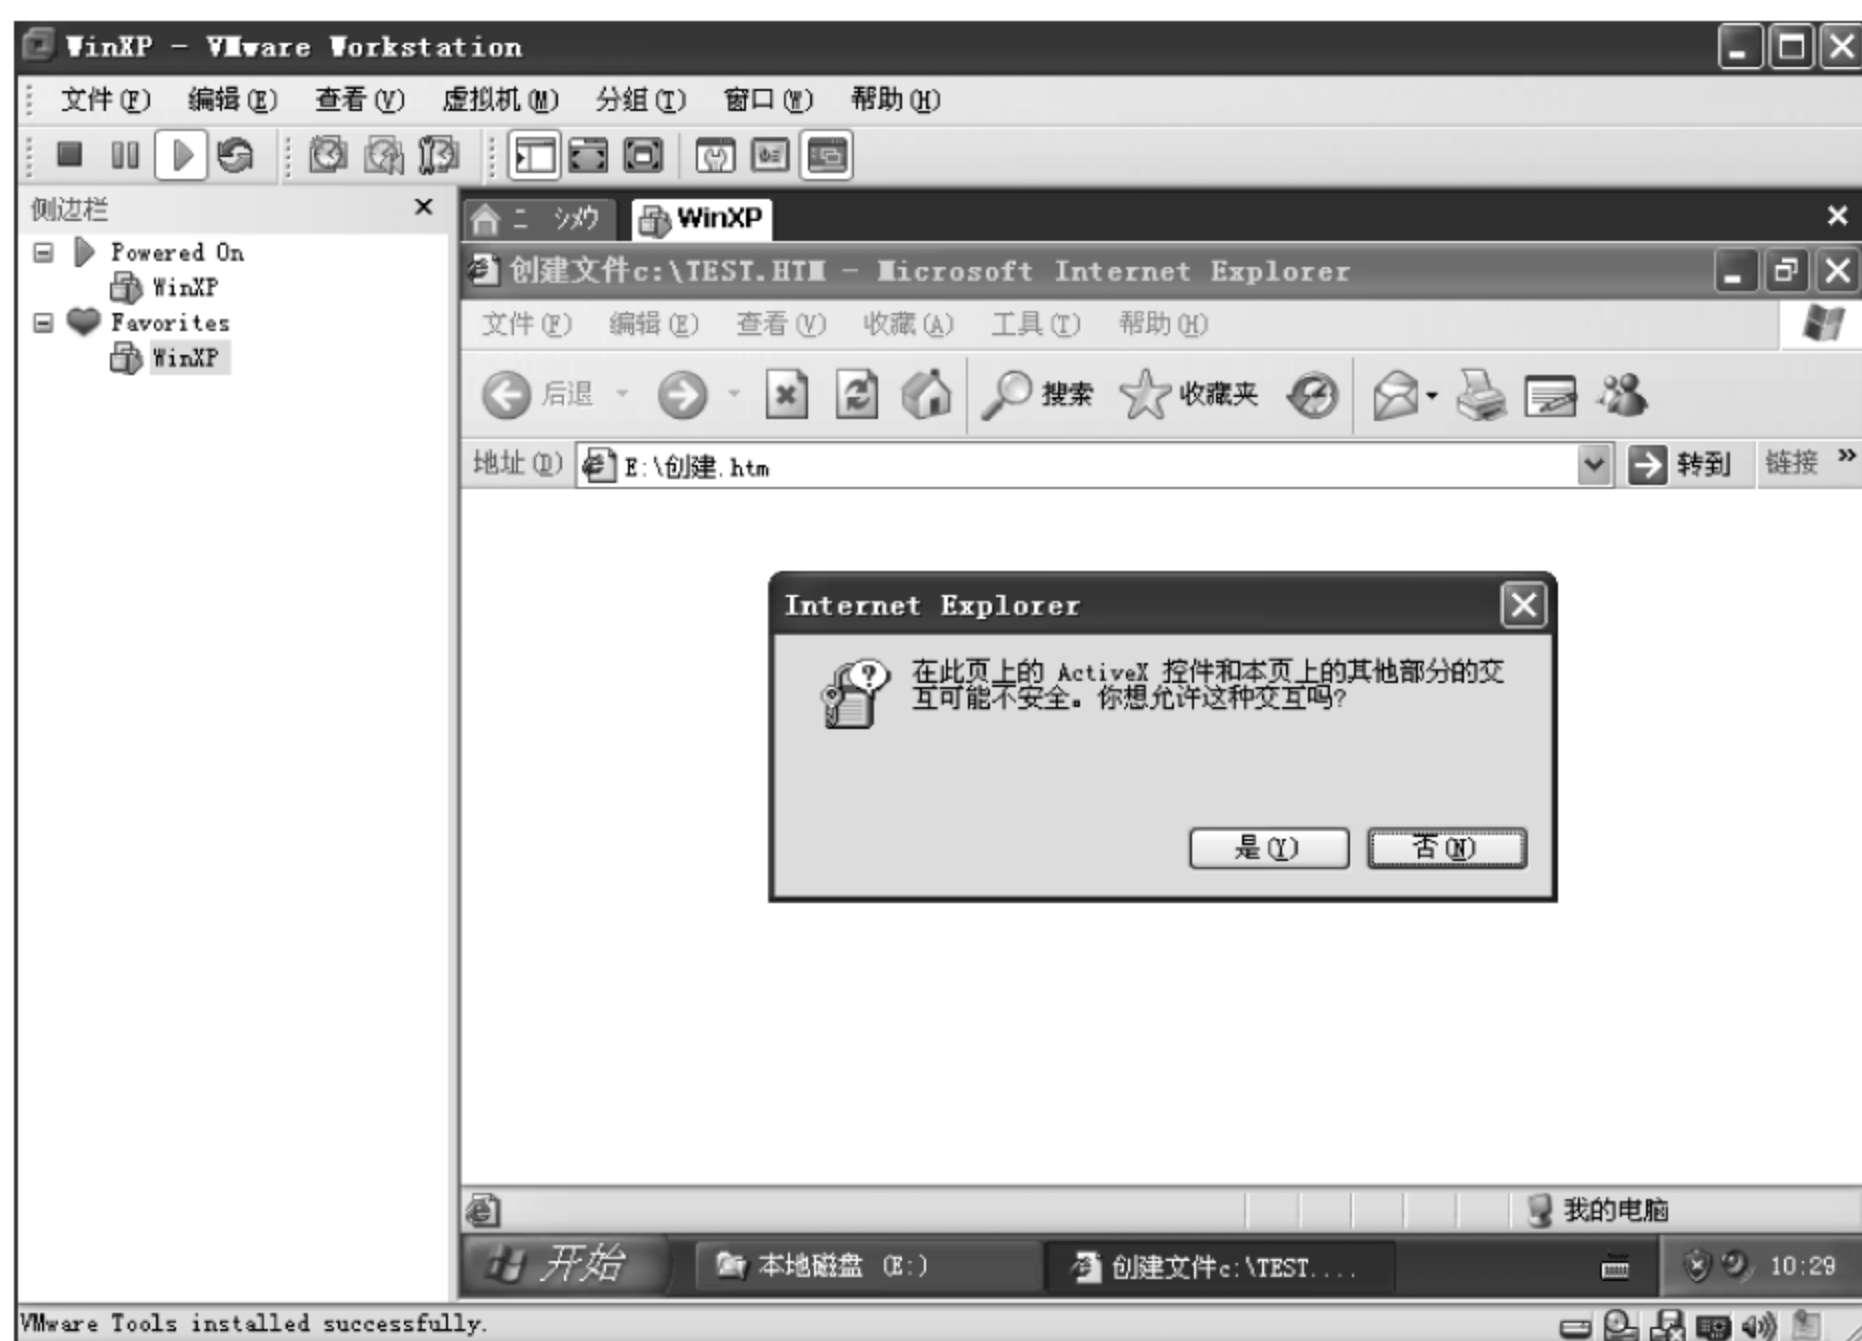 WinXP - VMware Workstation
文件(F) 编辑(E) 查看(V) 虚拟机(M) 分组(T) 窗口(W) 帮助(H)
侧边栏
Powered On
WinXP
Favorites
WinXP
ニ シメウ WinXP
创建文件c:\TEST.HTM - Microsoft Internet Explorer
文件(F) 编辑(E) 查看(V) 收藏(A) 工具(T) 帮助(H)
后退 搜索 收藏夹
地址(D) E:\创建.htm 转到 链接 »
Internet Explorer
在此页上的 ActiveX 控件和本页上的其他部分的交
互可能不安全。你想允许这种交互吗?
是(Y) 否(N)
我的电脑
开始 本地磁盘 (E:) 创建文件c:\TEST.... 10:29
VMware Tools installed successfully.